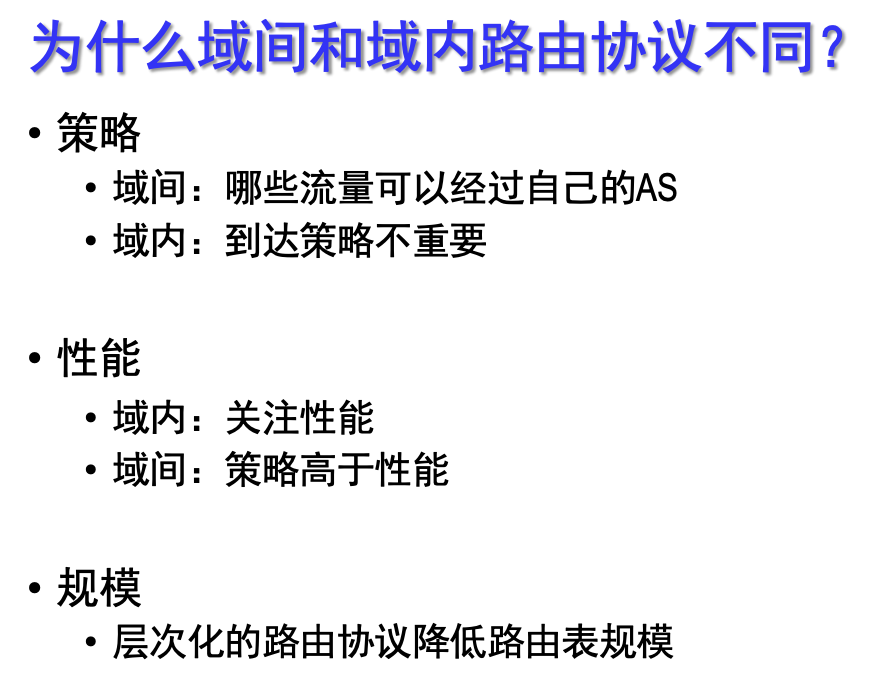 为什么域间和域内路由协议不同？
• 策略
• 域间：哪些流量可以经过自己的AS
• 域内：到达策略不重要
• 性能
• 域内：关注性能
• 域间：策略高于性能
• 规模
• 层次化的路由协议降低路由表规模